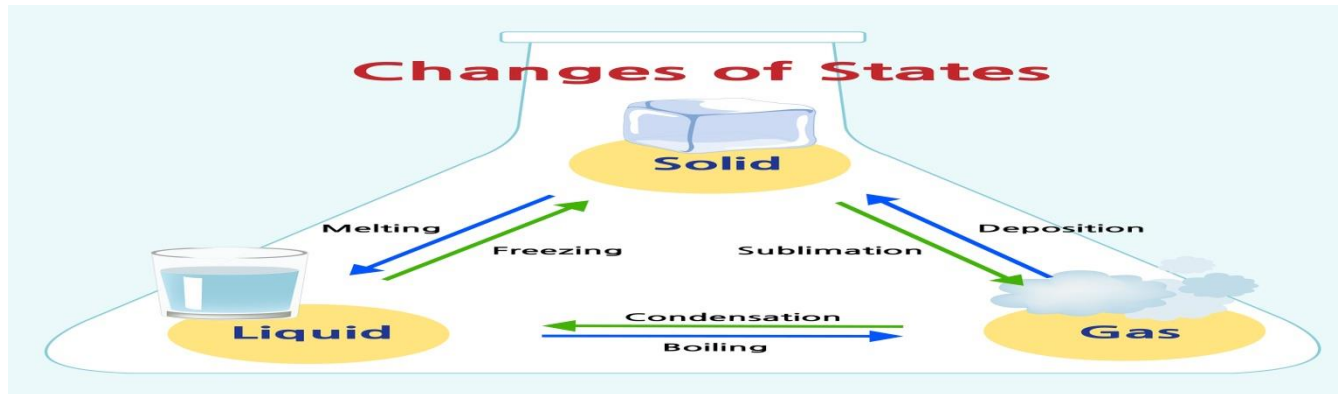 Changes of States
Solid
Melting
Freezing
Sublimation
Deposition
Condensation
Boiling
Liquid
Gas